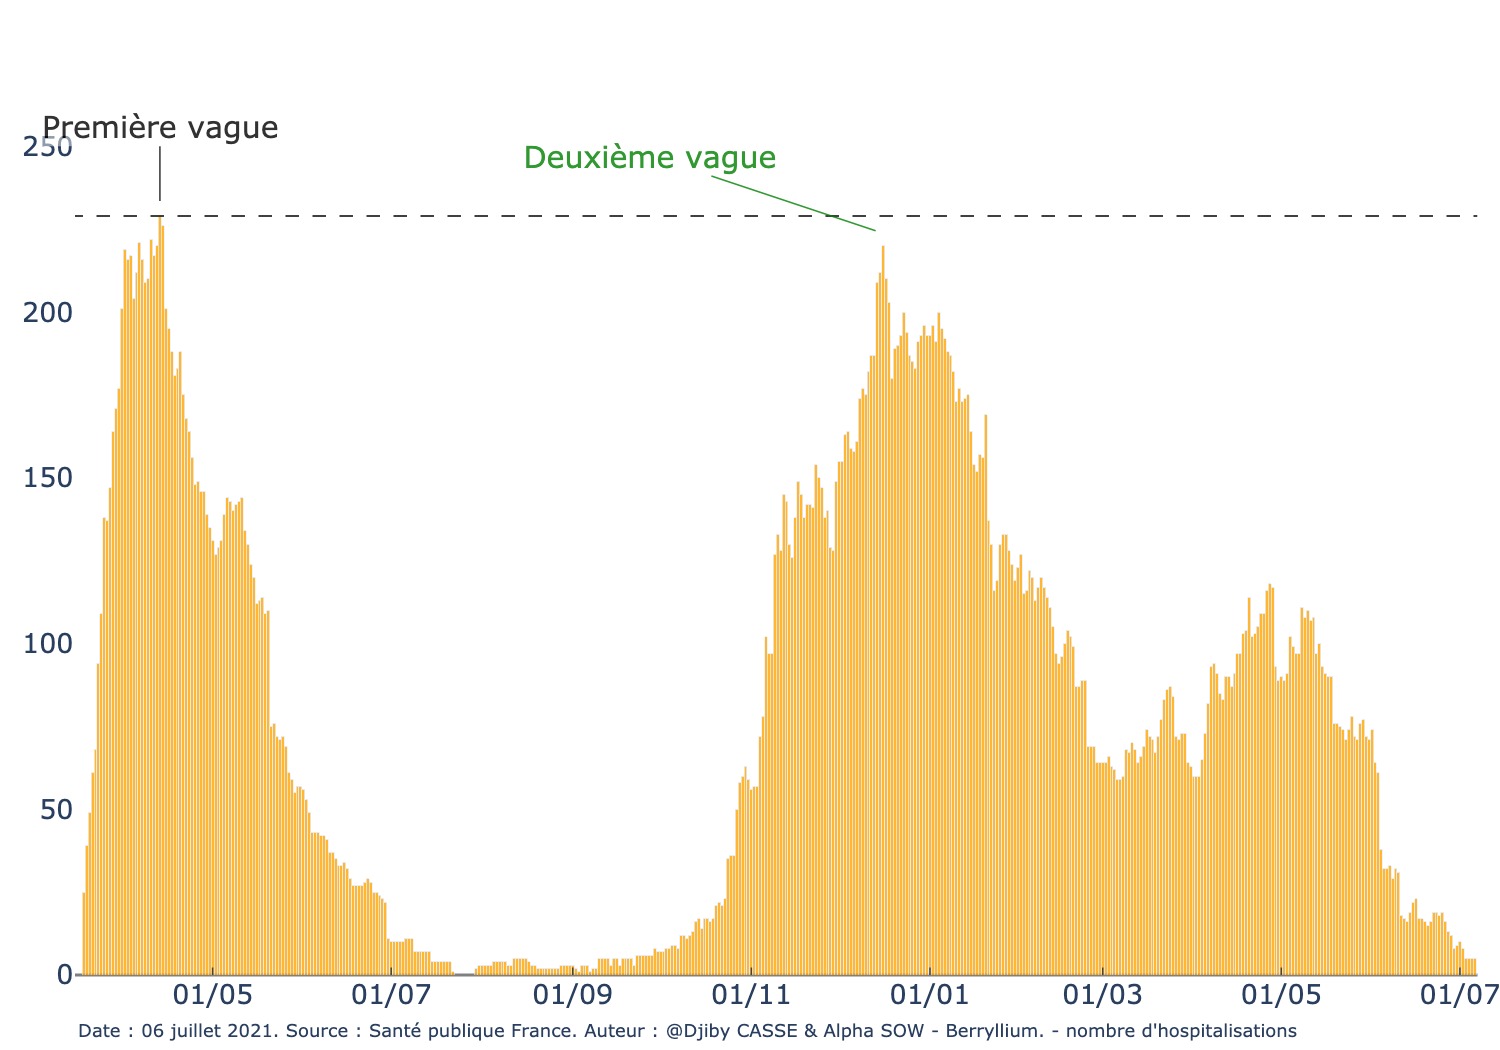 Première vague
250
Deuxième vague
200
150
100
50
0
01/05 01/07 01/09 01/11 01/01 01/03 01/05 01/07
Date : 06 juillet 2021. Source : Santé publique France. Auteur : @Djiby CASSE & Alpha SOW - Berryllium. - nombre d'hospitalisations